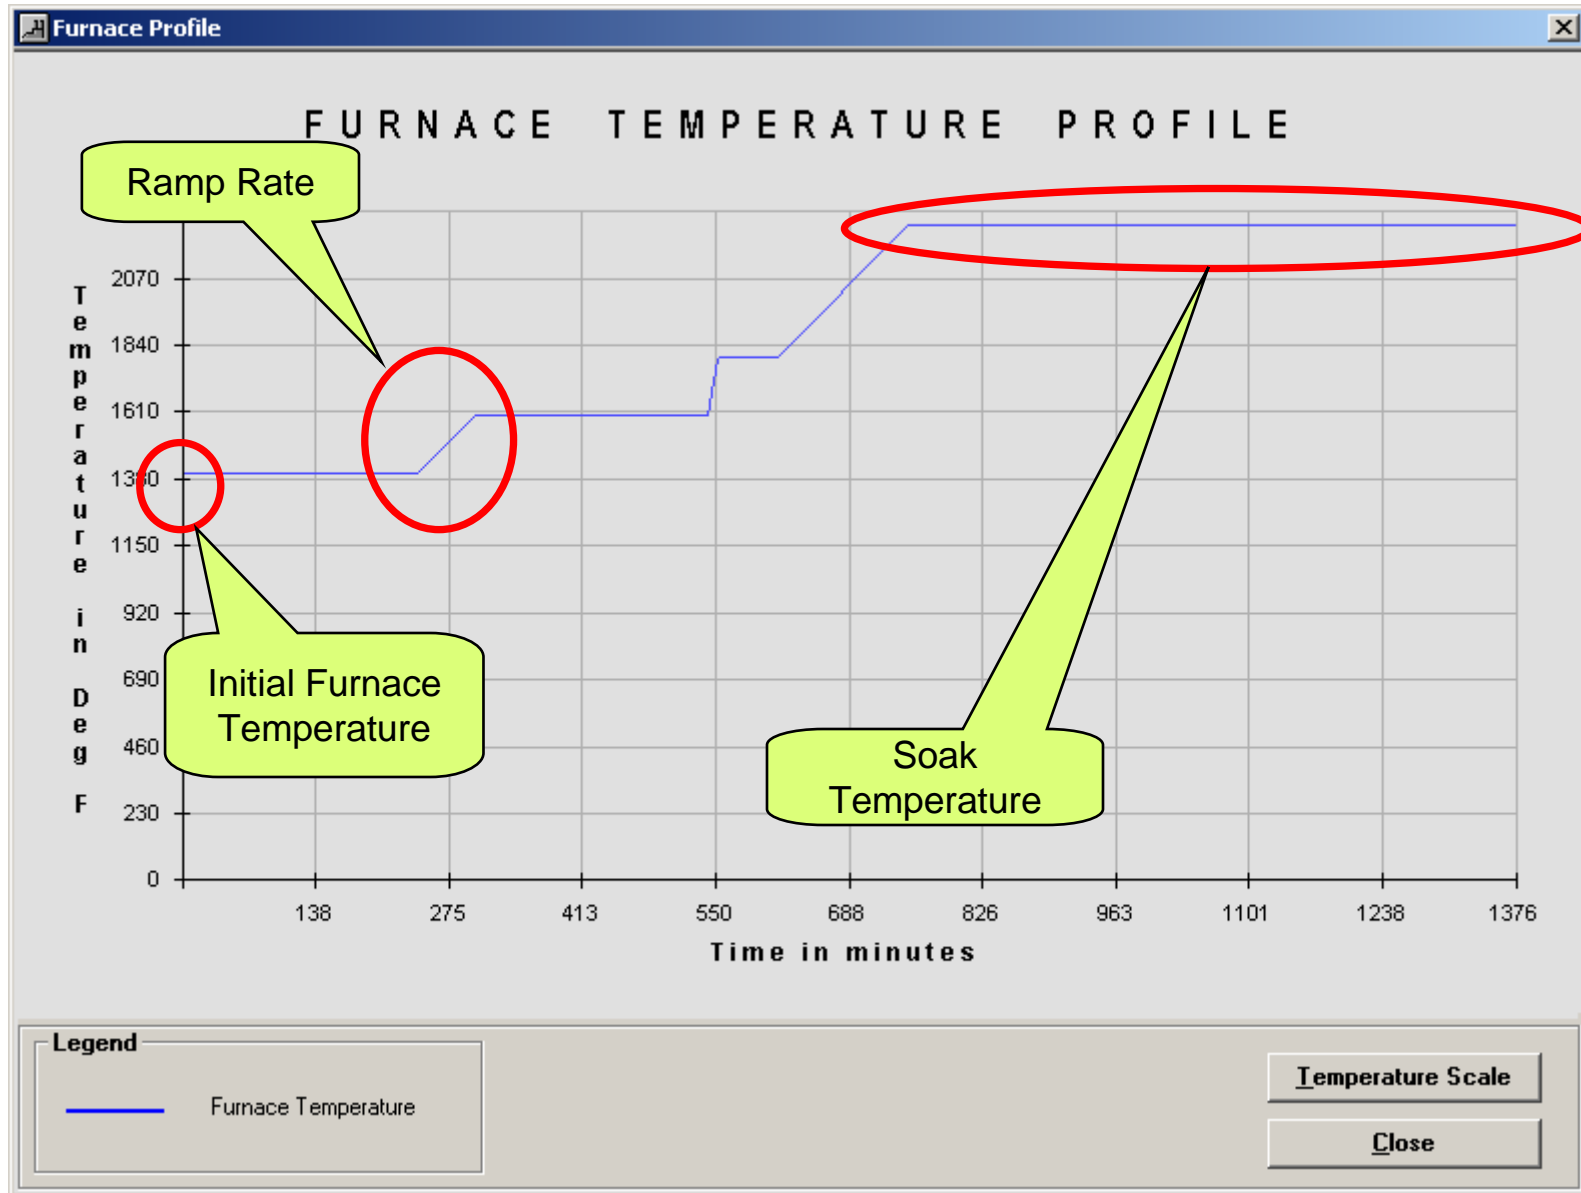 Furnace Profile
FURNACE TEMPERATURE PROFILE
Ramp Rate
Temperature in Deg F
2070
1840
1610
1380
1150
920
690
460
230
0
Initial Furnace
Temperature
Soak
Temperature
138 275 413 550 688 826 963 1101 1238 1376
Time in minutes
Legend
Furnace Temperature
Temperature Scale
Close